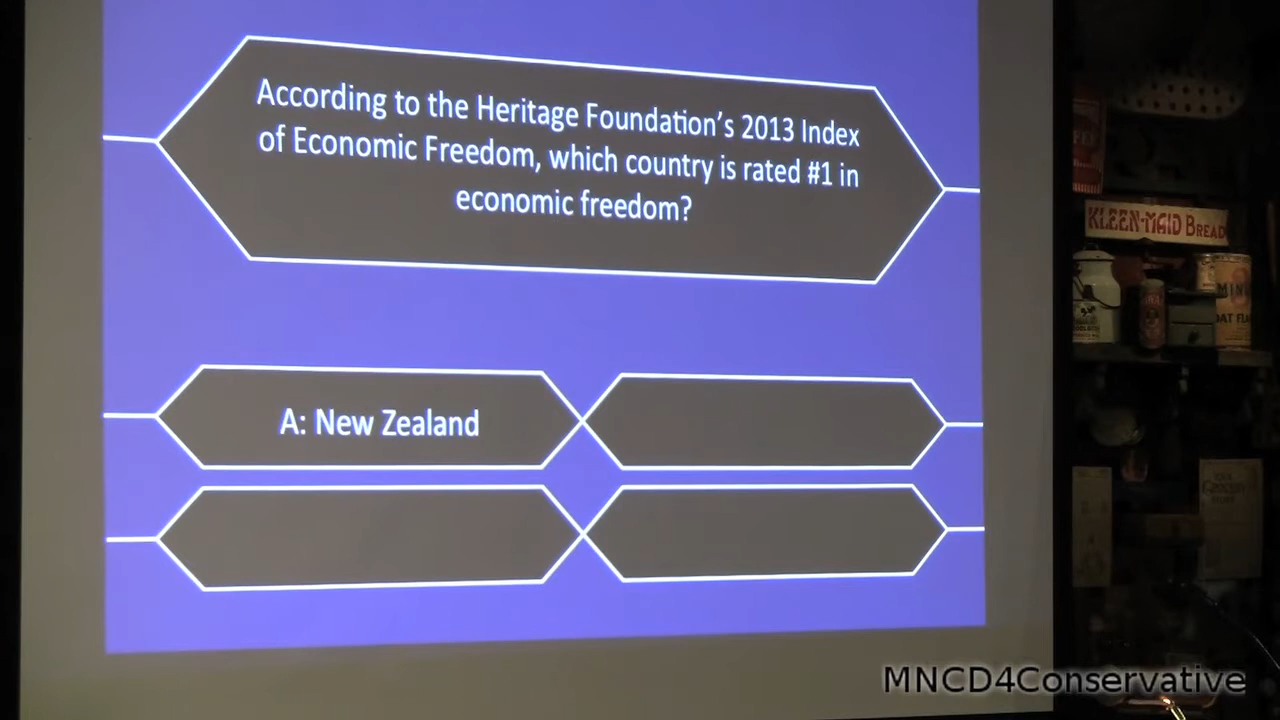 According to the Heritage Foundation's 2013 Index
of Economic Freedom, which country is rated #1 in
economic freedom?
A: New Zealand
KLEEN-MAID BREAD
MNCD4Conservative